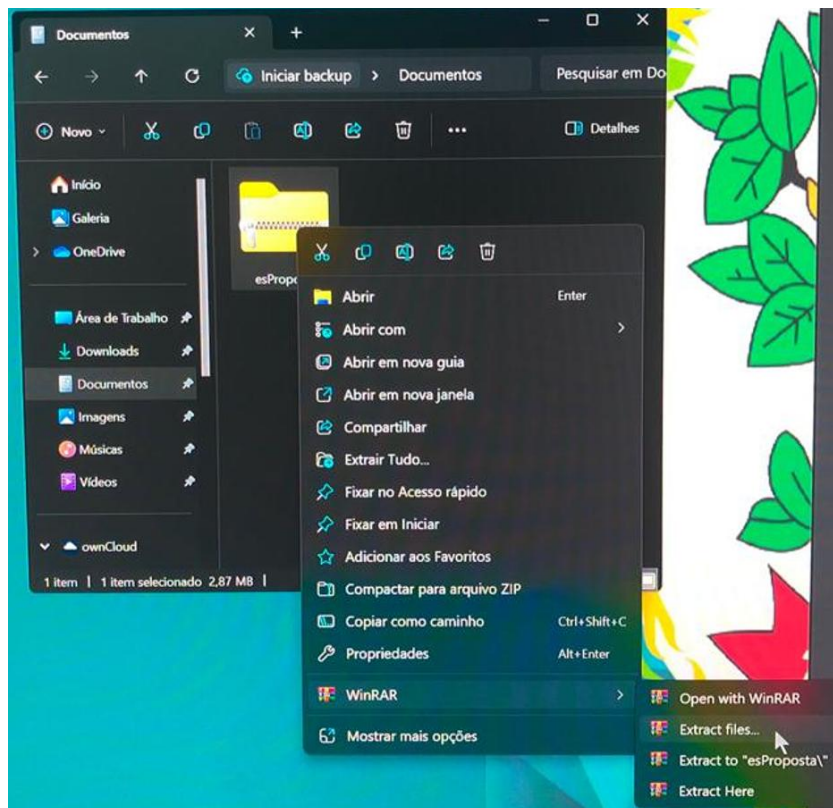 Documentos
Iniciar backup > Documentos
Pesquisar em Do
Novo
Detalhes
Início
Galeria
OneDrive
Área de Trabalho
Downloads
Documentos
Imagens
Músicas
Vídeos
ownCloud
1 item | 1 item selecionado 2,87 MB |
esPropo
Abrir Enter
Abrir com
Abrir em nova guia
Abrir em nova janela
Compartilhar
Extrair Tudo...
Fixar no Acesso rápido
Fixar em Iniciar
Adicionar aos Favoritos
Compactar para arquivo ZIP
Copiar como caminho Ctrl+Shift+C
Propriedades Alt+Enter
WinRAR
Mostrar mais opções
Open with WinRAR
Extract files...
Extract to "esProposta\"
Extract Here